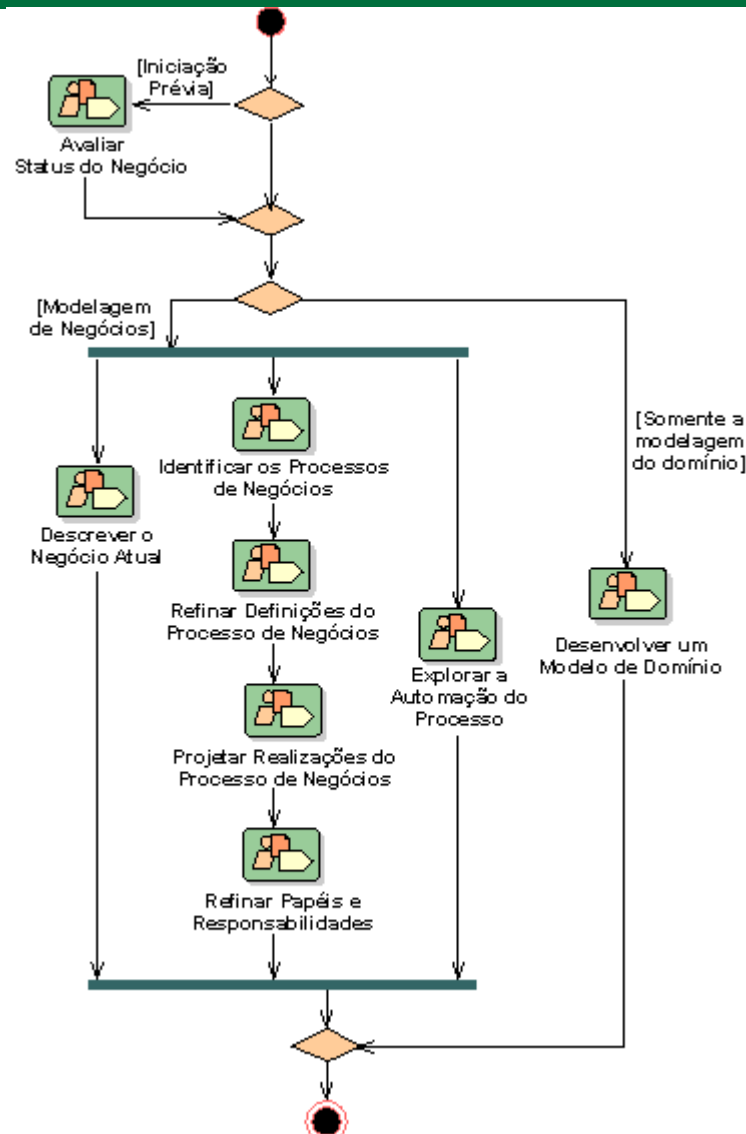 [Iniciação
Prévia]
Avaliar
Status do Negócio
[Modelagem
de Negócios]
[Somente a
modelagem
do domínio]
Identificar os Processos
de Negócios
Descrever o
Negócio Atual
Refinar Definições do
Processo de Negócios
Explorar a
Automação do
Processo
Desenvolver um
Modelo de Domínio
Projetar Realizações do
Processo de Negócios
Refinar Papéis e
Responsabilidades